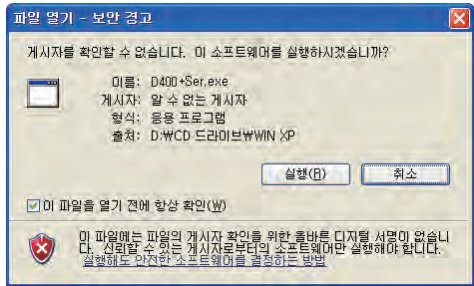 파일 열기 - 보안 경고
게시자를 확인할 수 없습니다. 이 소프트웨어를 실행하시겠습니까?
이름: D400+Ser.exe
게시자: 알 수 없는 게시자
형식: 응용 프로그램
출처: D:₩CD 드라이브₩WIN XP
실행(R) 취소
이 파일을 열기 전에 항상 확인(W)
이 파일에는 파일의 게시자 확인을 위한 올바른 디지털 서명이 없습니
다. 신뢰할 수 있는 게시자로부터의 소프트웨어만 실행해야 합니다.
실행해도 안전한 소프트웨어를 결정하는 방법